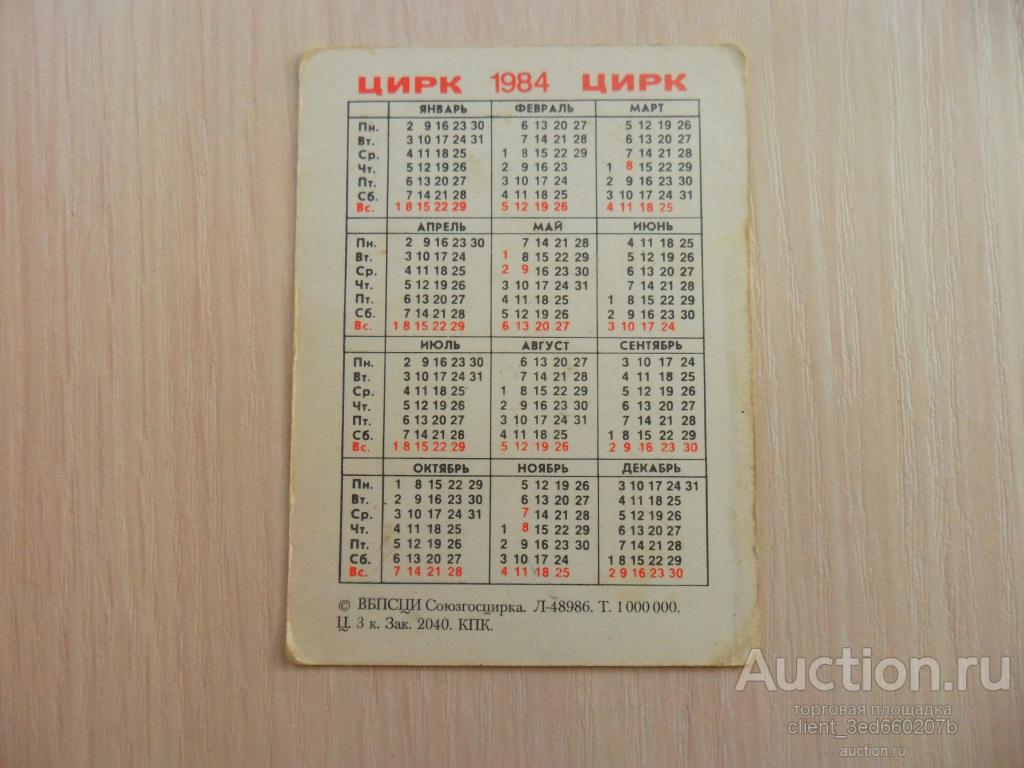 ЦИРК 1984 ЦИРК
ЯНВАРЬ ФЕВРАЛЬ МАРТ
Пн. 2 9 16 23 30 6 13 20 27 5 12 19 26
Вт. 3 10 17 24 31 7 14 21 28 6 13 20 27
Ср. 4 11 18 25 1 8 15 22 29 7 14 21 28
Чт. 5 12 19 26 2 9 16 23 1 8 15 22 29
Пт. 6 13 20 27 3 10 17 24 2 9 16 23 30
Сб. 7 14 21 28 4 11 18 25 3 10 17 24 31
Вс. 1 8 15 22 29 5 12 19 26 4 11 18 25
АПРЕЛЬ МАЙ ИЮНЬ
Пн. 2 9 16 23 30 7 14 21 28 4 11 18 25
Вт. 3 10 17 24 1 8 15 22 29 5 12 19 26
Ср. 4 11 18 25 2 9 16 23 30 6 13 20 27
Чт. 5 12 19 26 3 10 17 24 31 7 14 21 28
Пт. 6 13 20 27 4 11 18 25 1 8 15 22 29
Сб. 7 14 21 28 5 12 19 26 2 9 16 23 30
Вс. 1 8 15 22 29 6 13 20 27 3 10 17 24
ИЮЛЬ АВГУСТ СЕНТЯБРЬ
Пн. 2 9 16 23 30 6 13 20 27 3 10 17 24
Вт. 3 10 17 24 31 7 14 21 28 4 11 18 25
Ср. 4 11 18 25 1 8 15 22 29 5 12 19 26
Чт. 5 12 19 26 2 9 16 23 30 6 13 20 27
Пт. 6 13 20 27 3 10 17 24 31 7 14 21 28
Сб. 7 14 21 28 4 11 18 25 1 8 15 22 29
Вс. 1 8 15 22 29 5 12 19 26 2 9 16 23 30
ОКТЯБРЬ НОЯБРЬ ДЕКАБРЬ
Пн. 1 8 15 22 29 5 12 19 26 3 10 17 24 31
Вт. 2 9 16 23 30 6 13 20 27 4 11 18 25
Ср. 3 10 17 24 31 7 14 21 28 5 12 19 26
Чт. 4 11 18 25 1 8 15 22 29 6 13 20 27
Пт. 5 12 19 26 2 9 16 23 30 7 14 21 28
Сб. 6 13 20 27 3 10 17 24 1 8 15 22 29
Вс. 7 14 21 28 4 11 18 25 2 9 16 23 30
© ВБПСЦИ Союзгосцирка. Л-48986. Т. 1 000 000.
Ц. 3 к. Зак. 2040. КПК.
Auction.ru
торговая площадка
client_3ed660207b
auction.ru